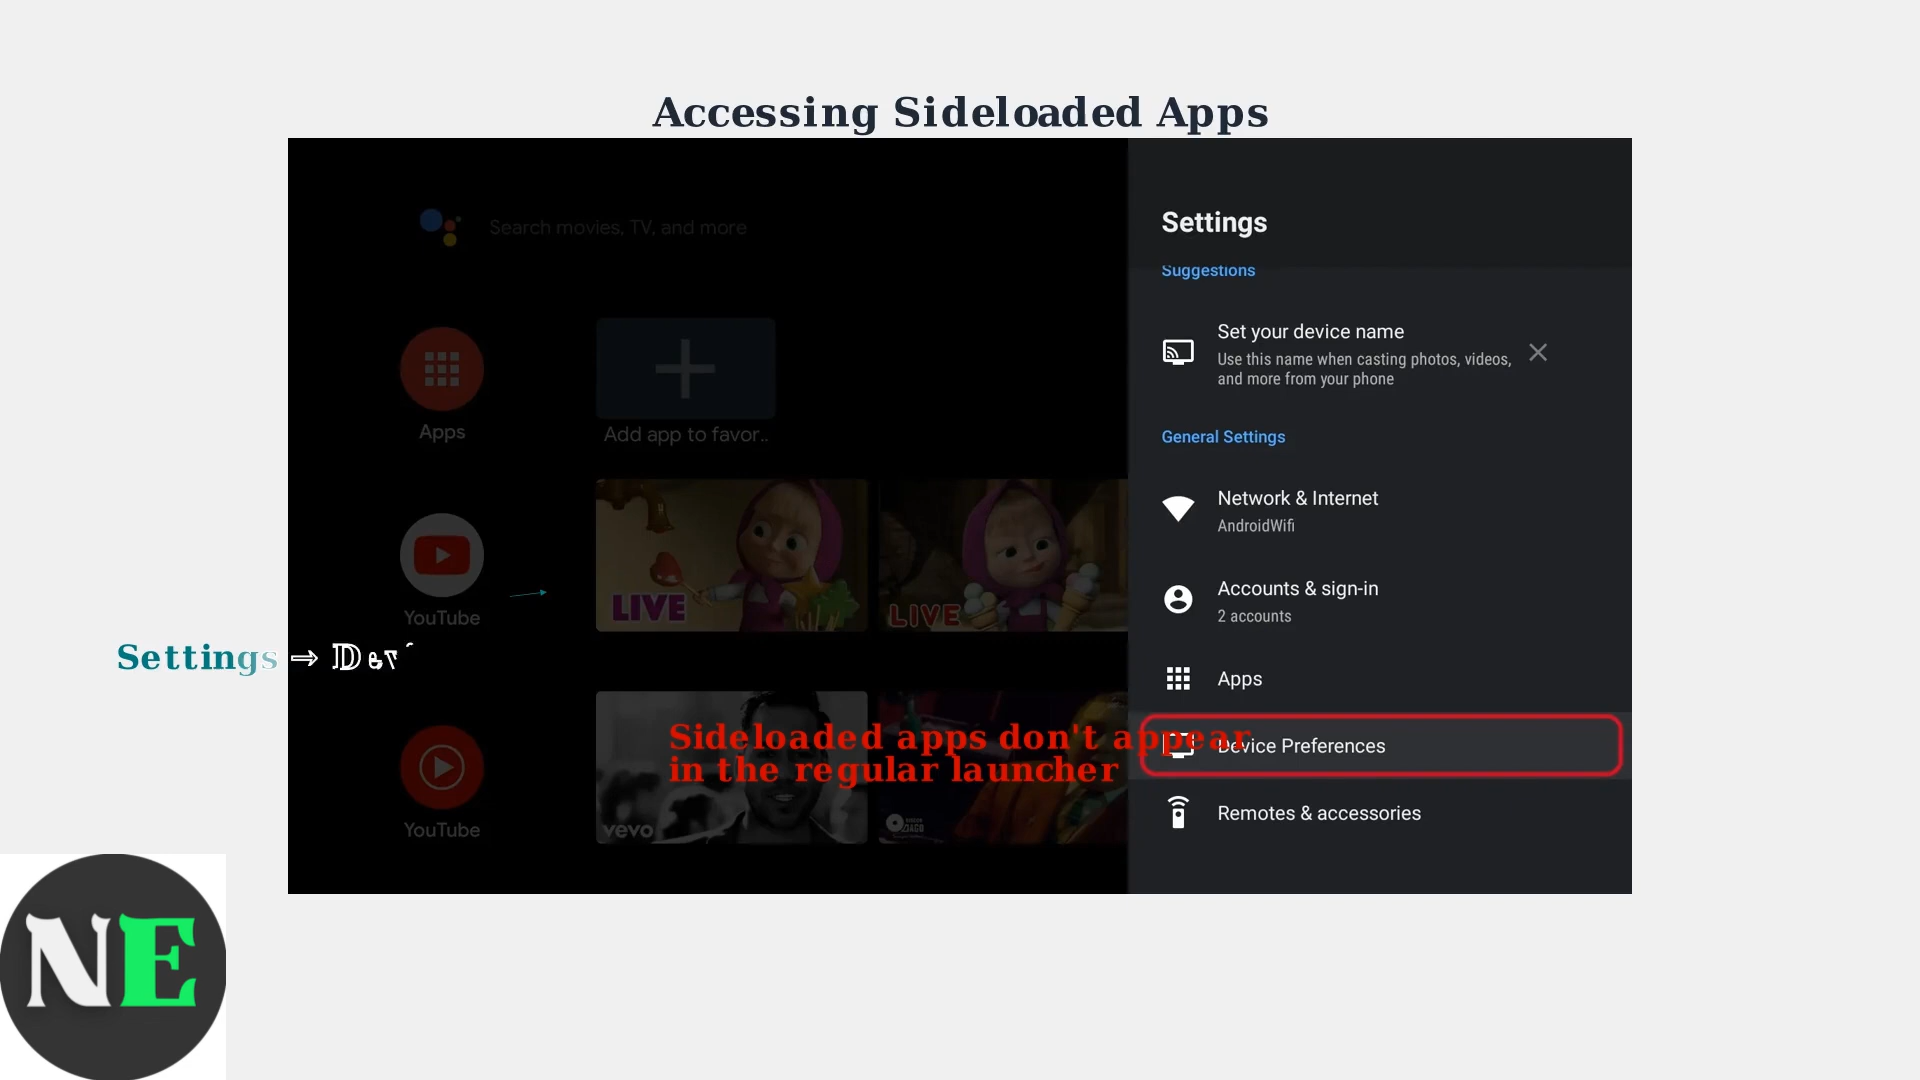 Accessing Sideloaded Apps
Search movies, TV, and more
Settings
Suggestions
Set your device name
Use this name when casting photos, videos,
and more from your phone
Apps
Add app to favor..
General Settings
Network & Internet
AndroidWifi
LIVE
LIVE
YouTube
Accounts & sign-in
2 accounts
Settings ⇒
Apps
Sideloaded apps don't appear
in the regular launcher
Device Preferences
vevo
YouTube
Remotes & accessories
NE